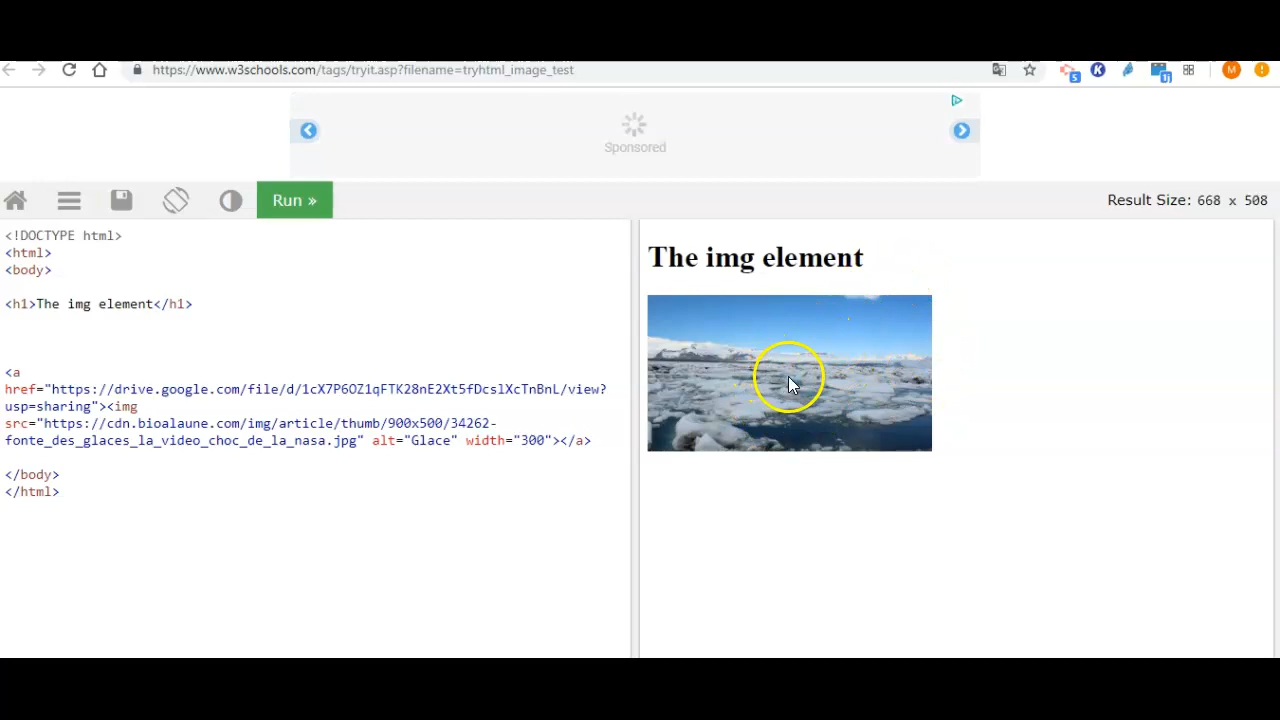 https://www.w3schools.com/tags/tryit.asp?filename=tryhtml_image_test
5
K
Uj
M
Sponsored
Run »
Result Size: 668 x 508
<!DOCTYPE html>
<html>
<body>
<h1>The img element</h1>
<a
href="https://drive.google.com/file/d/1cX7P6OZ1qFTK28nE2Xt5fDcslXcTnBnL/view?
usp=sharing"><img
src="https://cdn.bioalaune.com/img/article/thumb/900x500/34262-
fonte_des_glaces_la_video_choc_de_la_nasa.jpg" alt="Glace" width="300"></a>
</body>
</html>
The img element